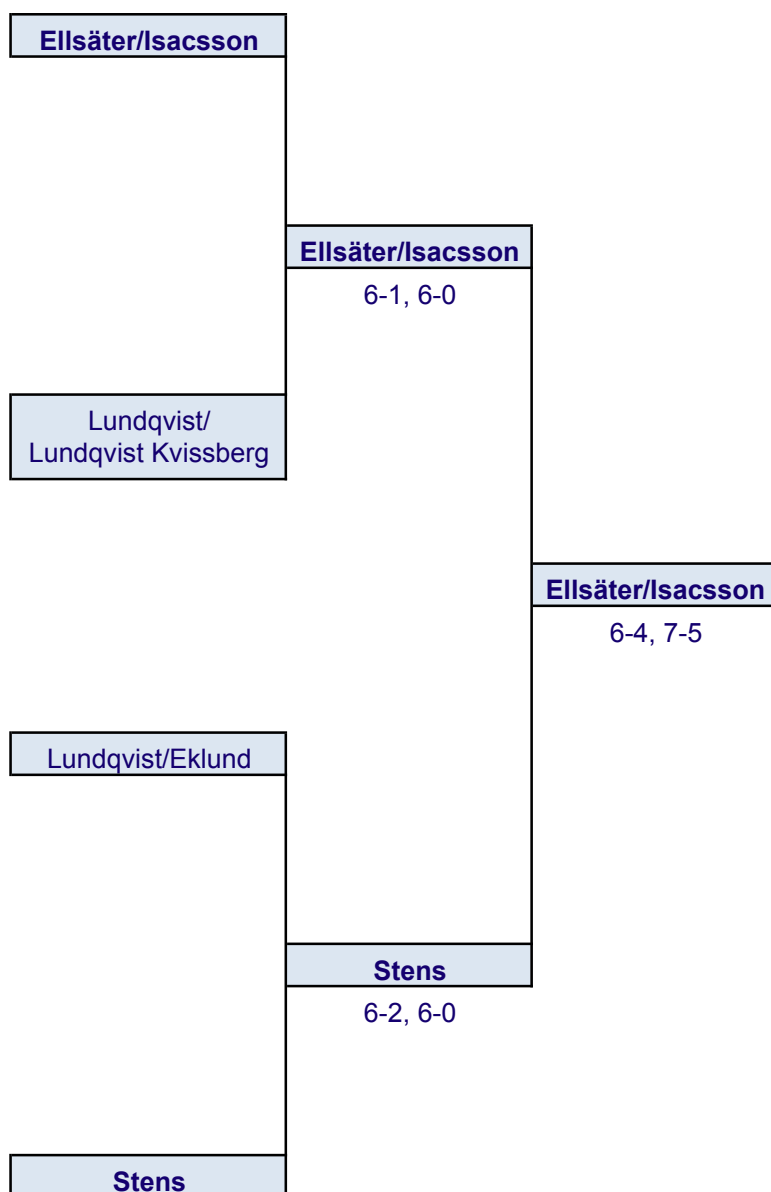 Ellsäter/Isacsson
Ellsäter/Isacsson
6-1, 6-0
Lundqvist/
Lundqvist Kvissberg
Ellsäter/Isacsson
6-4, 7-5
Lundqvist/Eklund
Stens
6-2, 6-0
Stens